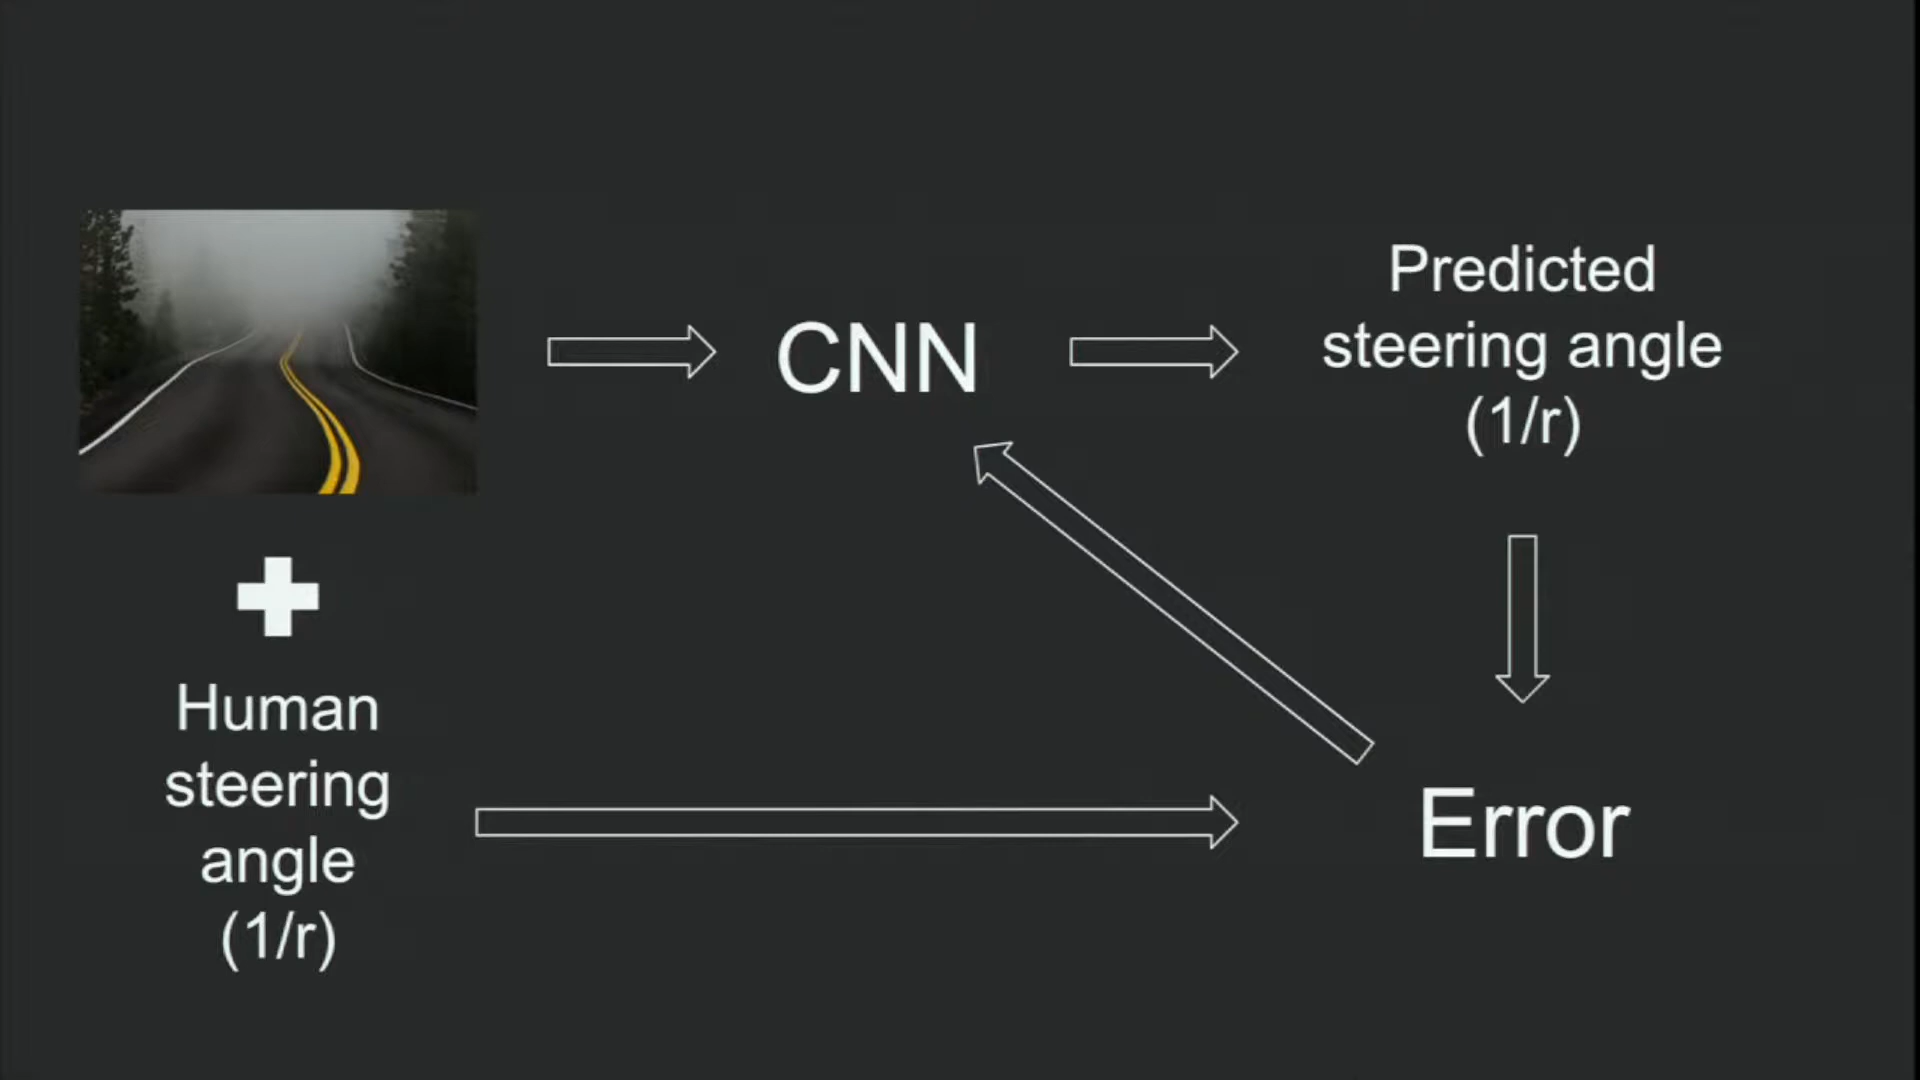 CNN
Predicted
steering angle
(1/r)
Human
steering
angle
(1/r)
Error